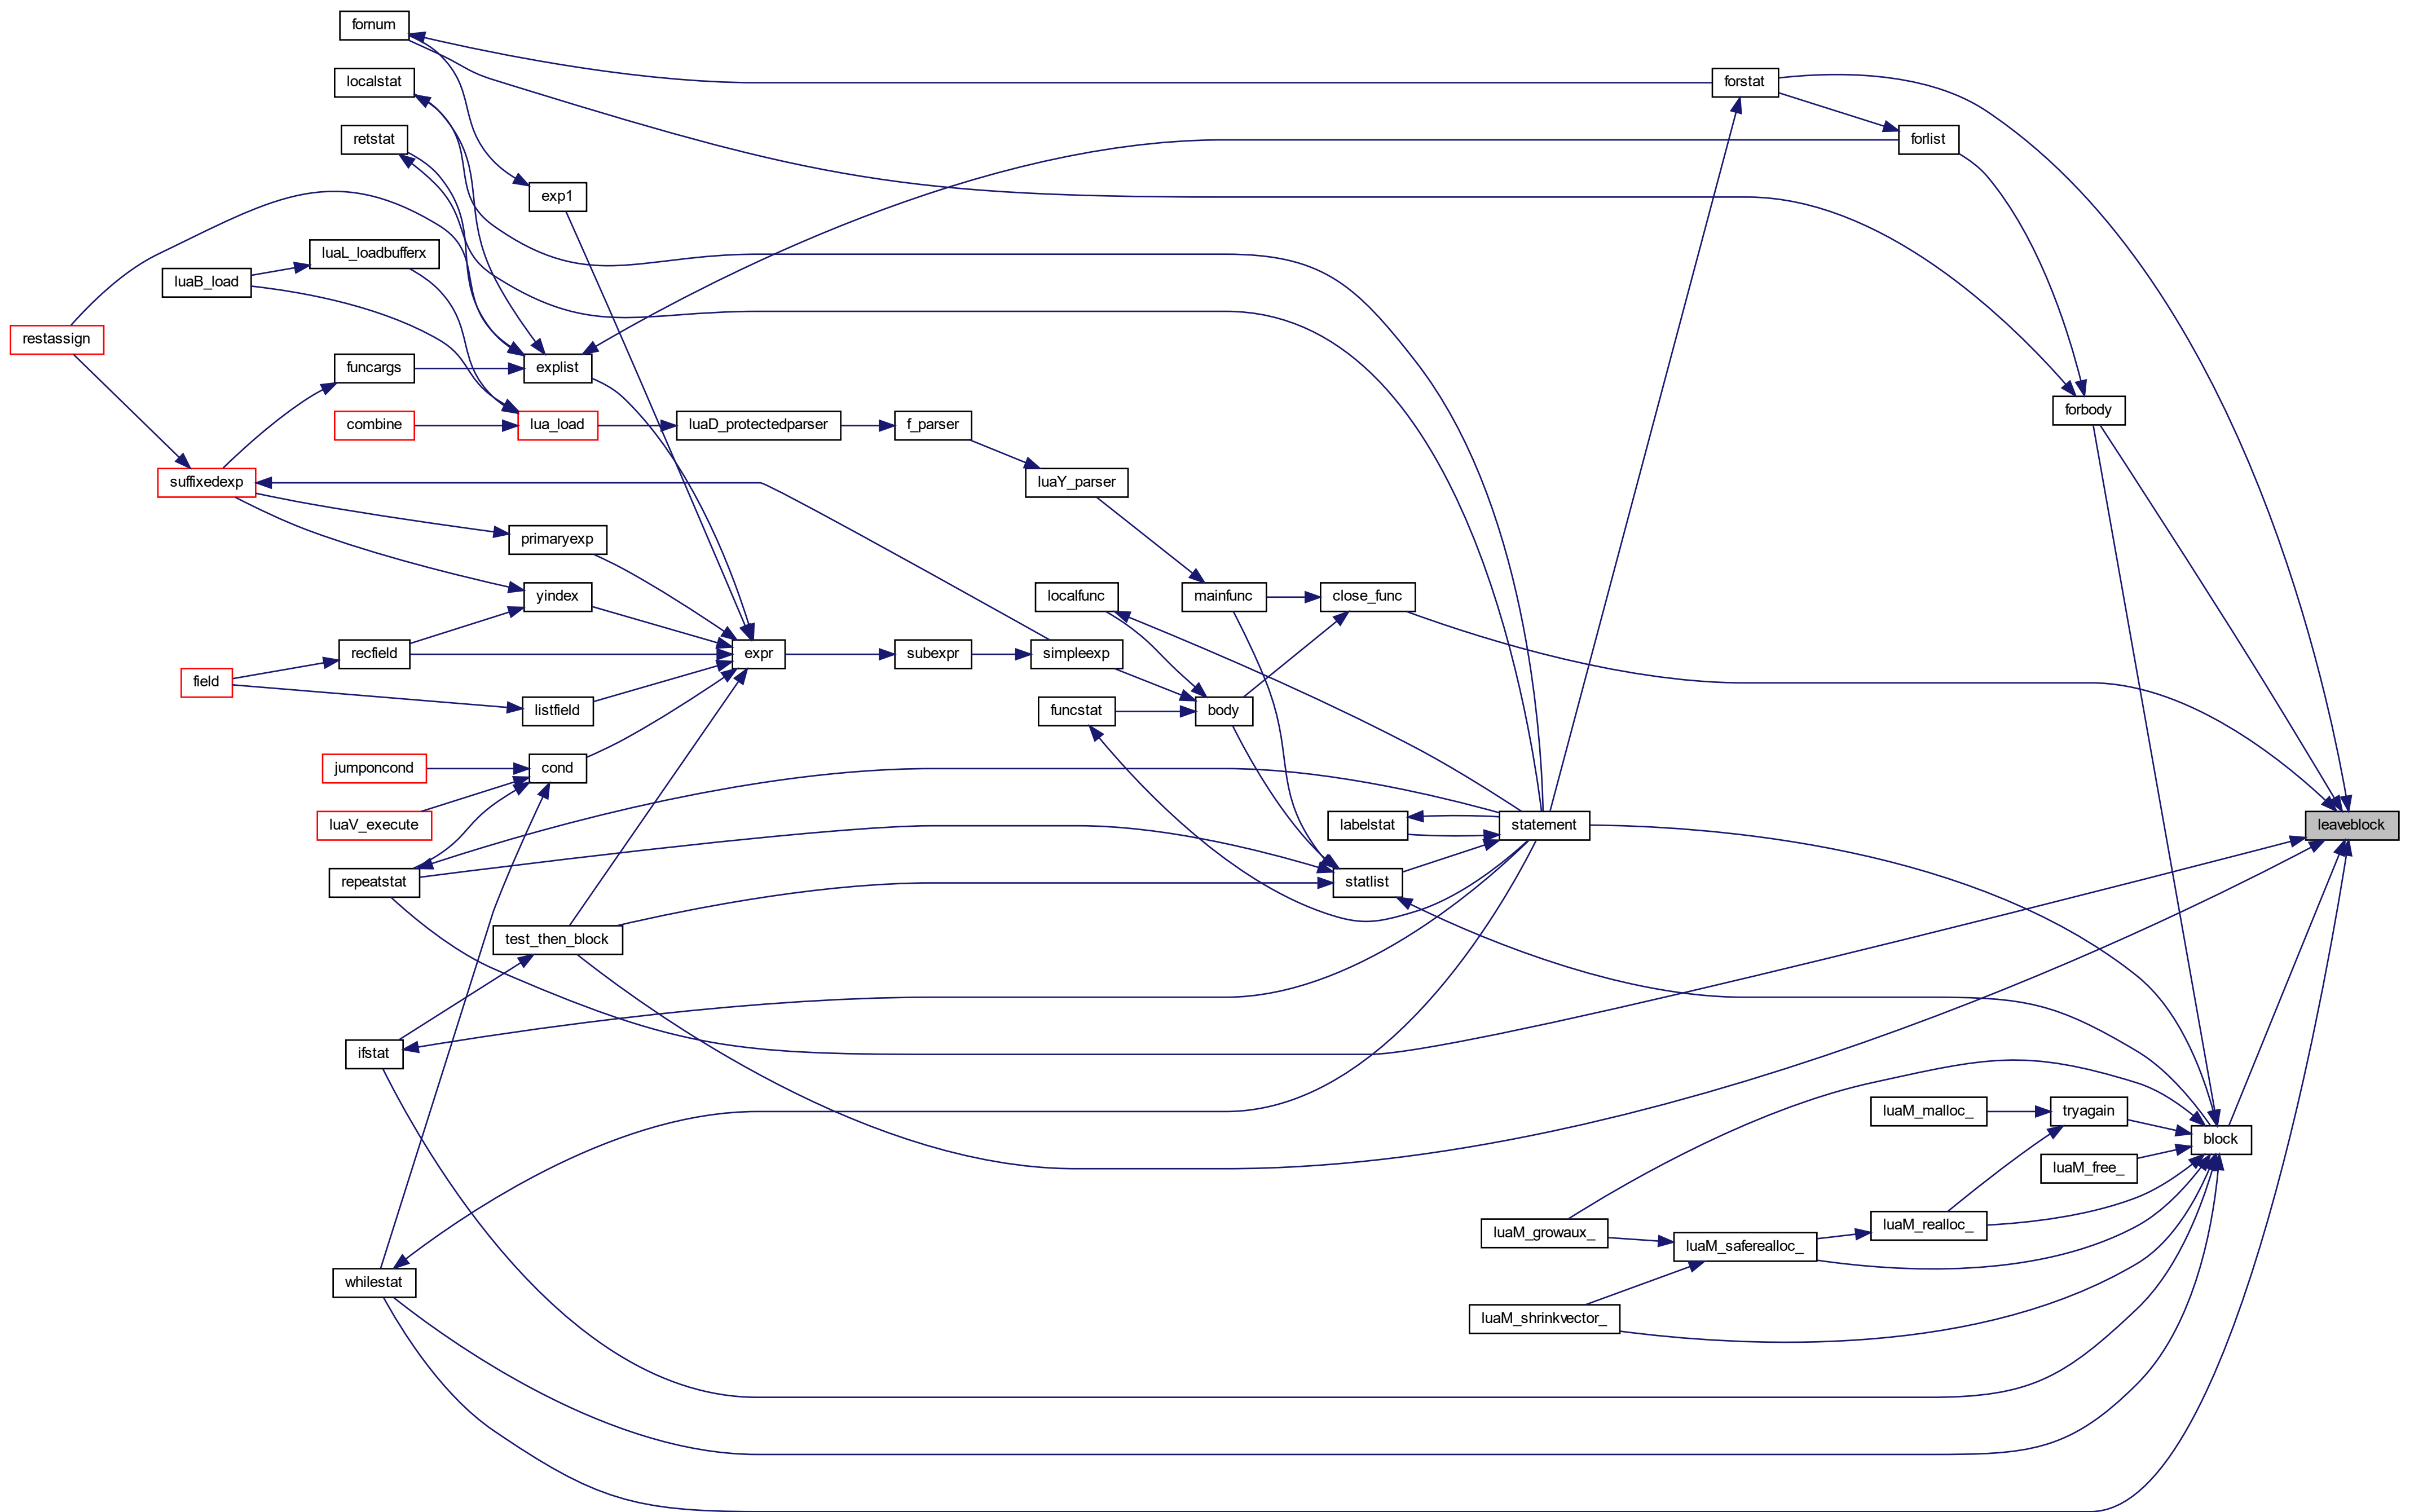 fornum
localstat
forstat
retstat
forlist
exp1
luaL_loadbufferx
luaB_load
restassign
funcargs
explist
forbody
combine
lua_load
luaD_protectedparser
f_parser
suffixedexp
luaY_parser
primaryexp
yindex
localfunc
mainfunc
close_func
recfield
expr
subexpr
simpleexp
field
listfield
funcstat
body
jumponcond
cond
luaV_execute
labelstat
statement
leaveblock
repeatstat
statlist
test_then_block
ifstat
luaM_malloc_
tryagain
block
luaM_free_
luaM_growaux_
luaM_saferealloc_
luaM_realloc_
whilestat
luaM_shrinkvector_